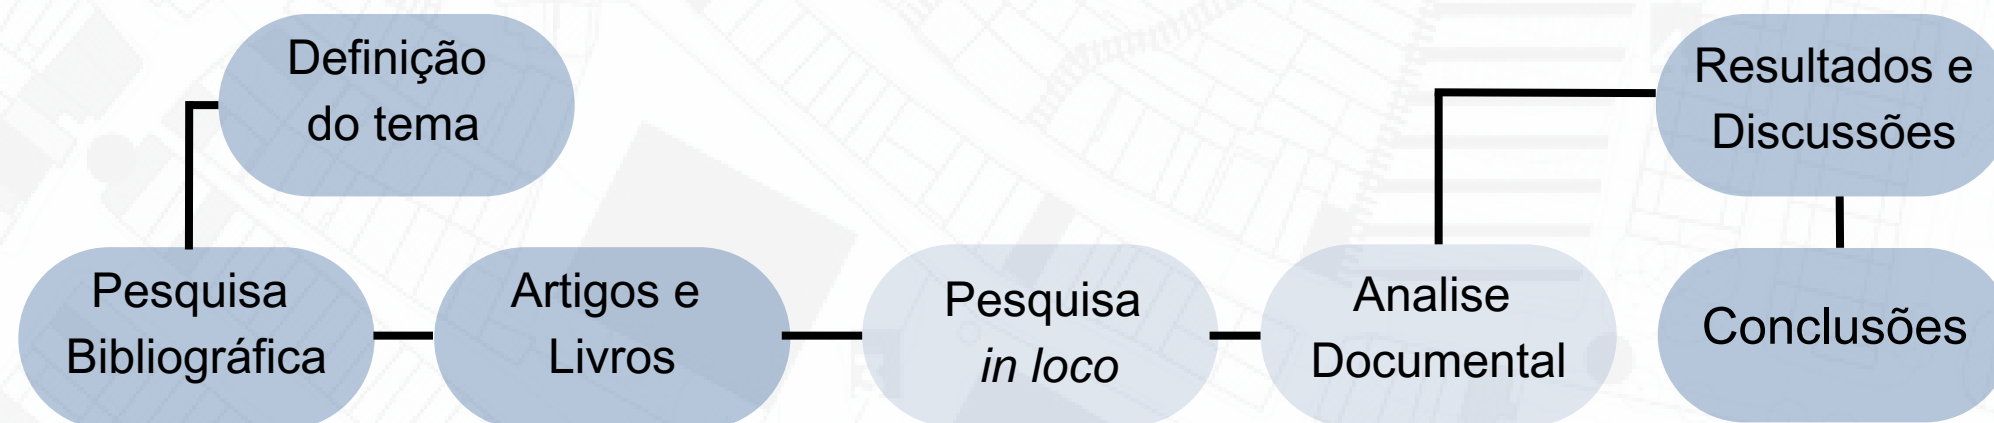 Definição
do tema
Pesquisa
Bibliográfica
Artigos e
Livros
Pesquisa
in loco
Analise
Documental
Resultados e
Discussões
Conclusões